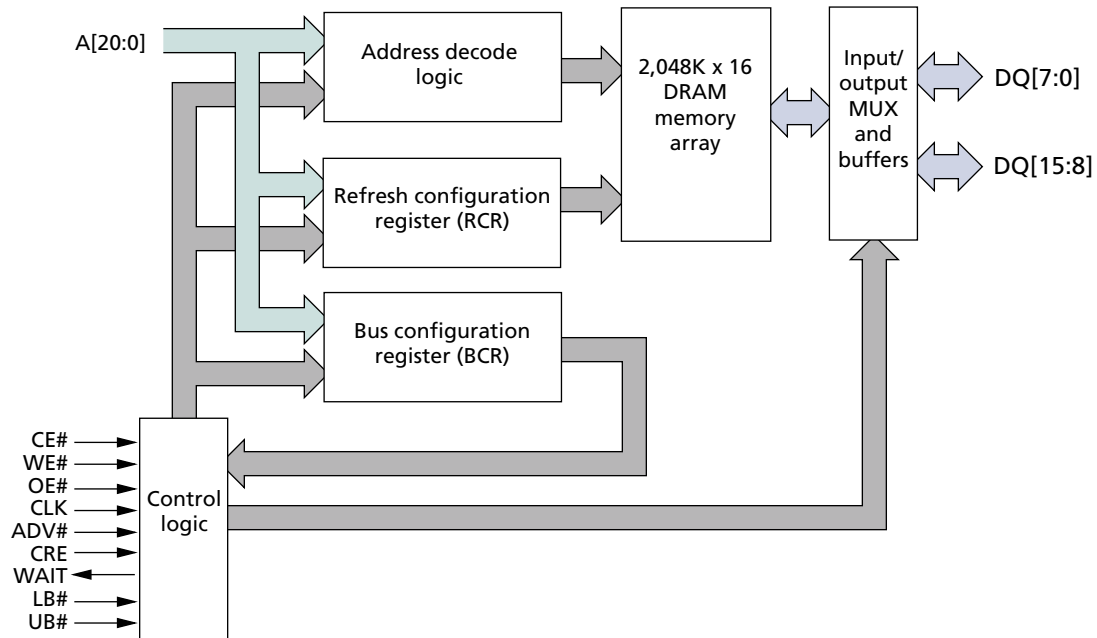 A[20:0]
Address decode
logic
2,048K x 16
DRAM
memory
array
Input/
output
MUX
and
buffers
DQ[7:0]
DQ[15:8]
Refresh configuration
register (RCR)
Bus configuration
register (BCR)
CE#
WE#
OE#
CLK
ADV#
CRE
WAIT
LB#
UB#
Control
logic